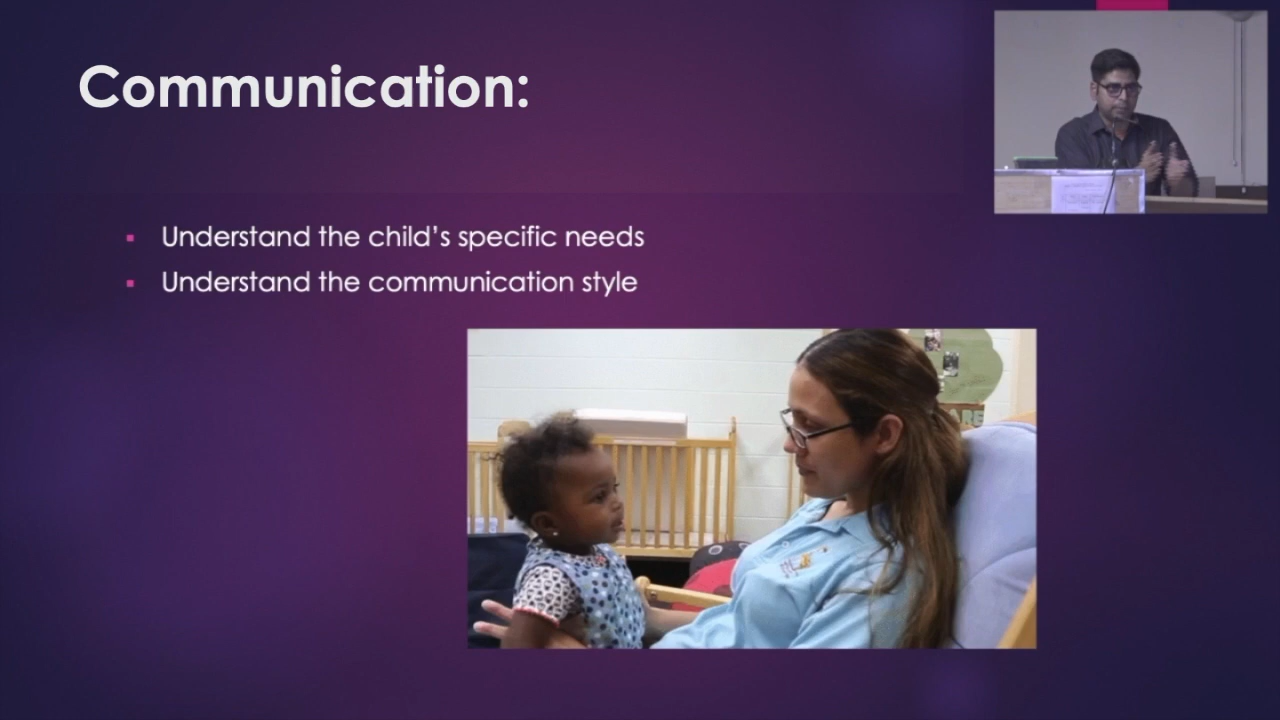 Communication:
Understand the child's specific needs
Understand the communication style